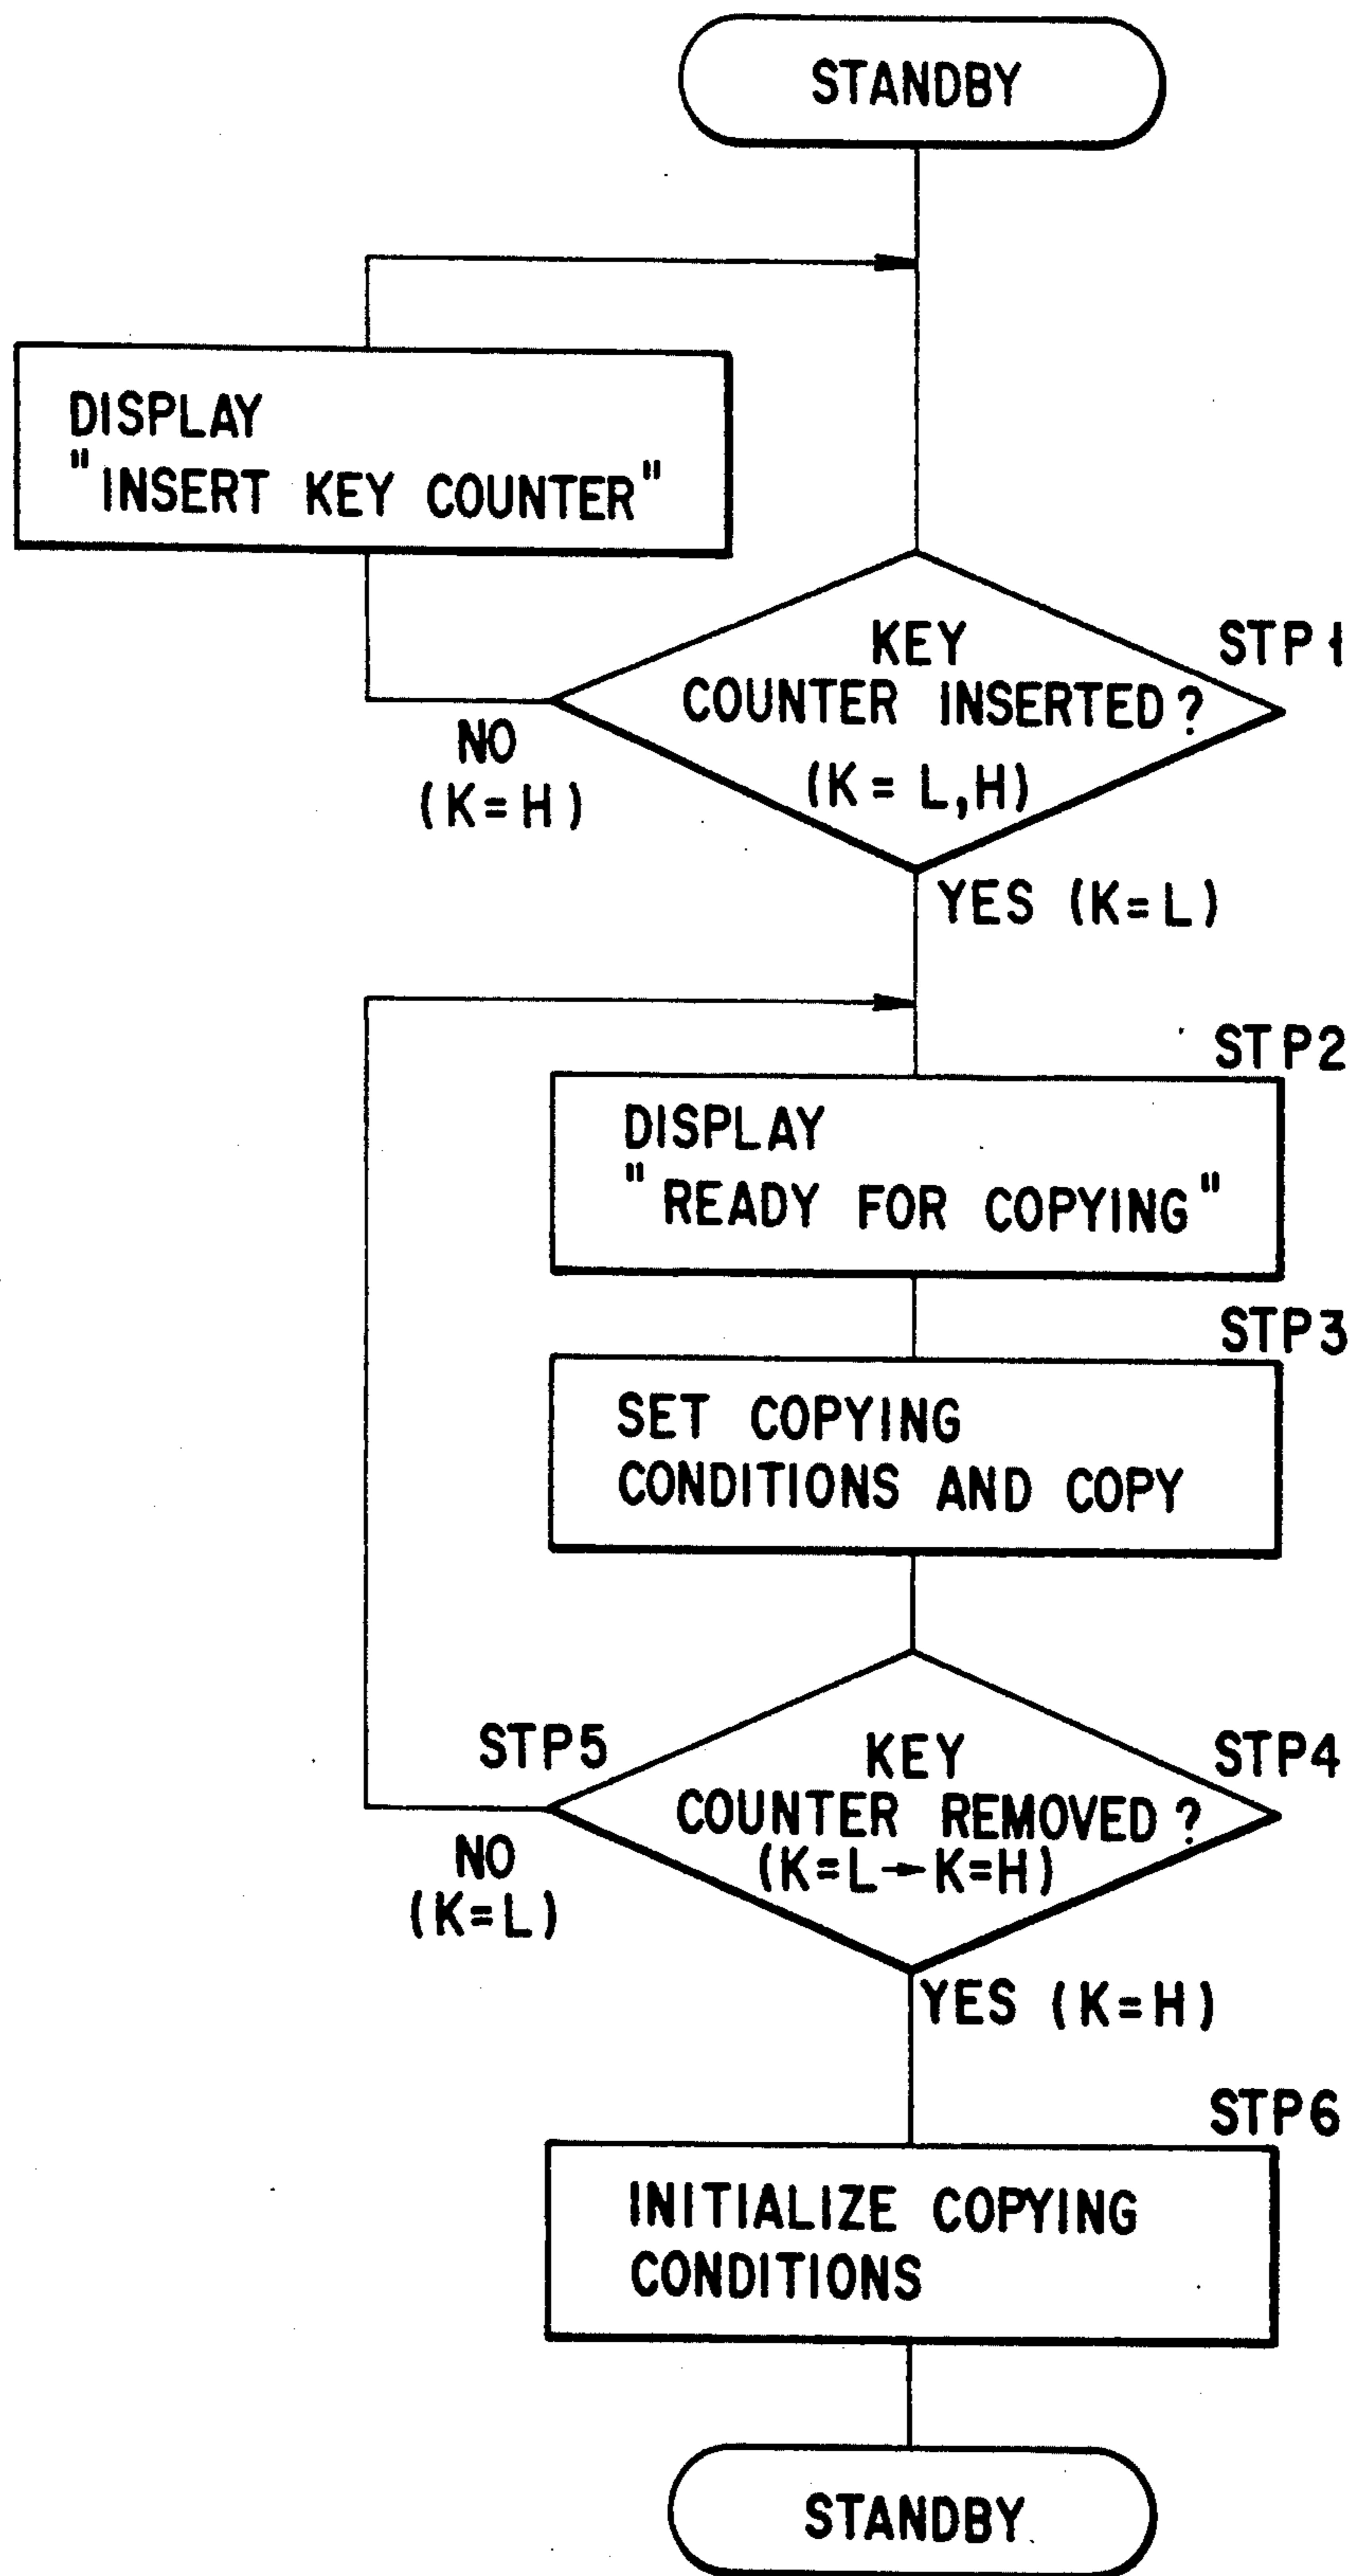 STANDBY
DISPLAY
"INSERT KEY COUNTER"
KEY
COUNTER INSERTED?
(K = L,H)
STP1
NO
(K=H)
YES (K=L)
STP2
DISPLAY
"READY FOR COPYING"
STP3
SET COPYING
CONDITIONS AND COPY
STP5
KEY
COUNTER REMOVED?
(K=L→K=H)
STP4
NO
(K=L)
YES (K=H)
STP6
INITIALIZE COPYING
CONDITIONS
STANDBY